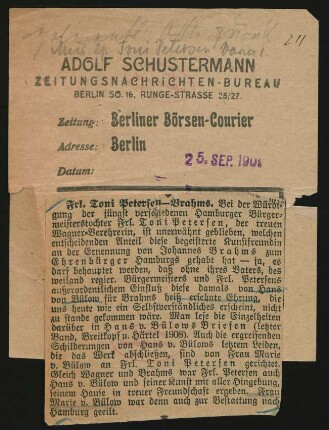 211
ADOLF SCHUSTERMANN
ZEITUNGSNACHRICHTEN-BUREAU
BERLIN SO. 16, RUNGE-STRASSE 25/27.
Zeitung: Berliner Börsen-Courier
Adresse: Berlin
Datum: 25. SEP. 190
Frl. Toni Petersen—Brahms. Bei der Würdi-
gung der jüngst verschiedenen Hamburger Bürger-
meisterstochter Frl. Toni Petersen, der treuen
Wagner-Verehrerin, ist unerwähnt geblieben, welchen
entscheidenden Anteil diese begeisterte Kunstfreundin
an der Ernennung von Johannes Brahms zum
Ehrenbürger Hamburgs gehabt hat — ja, es
darf behauptet werden, daß ohne ihres Vaters, des
weiland regier. Bürgermeisters und Frl. Petersens
außerordentlichen Einfluß diese damals von Hans
von Bülow für Brahms heiß ersehnte Ehrung, die
uns heute wie ein Selbstverständliches erscheint, nicht
zu stande gekommen wäre. Man lese die Einzelheiten
darüber in Hans v. Bülows Briefen (letzter
Band, Breitkopf u. Härtel 1908). Auch die ergreifenden
Schilderungen von Hans v. Bülows letzten Leiden,
die das Werk abschließen, sind von Frau Marie
v. Bülow an Frl. Toni Petersen gerichtet.
Gleich Wagner und Brahms war Frl. Petersen auch
Hans v. Bülow und seiner Kunst mit aller Hingebung,
seinem Hause in treuer Freundschaft ergeben. Frau
Marie v. Bülow war denn auch zur Bestattung nach
Hamburg geeilt.